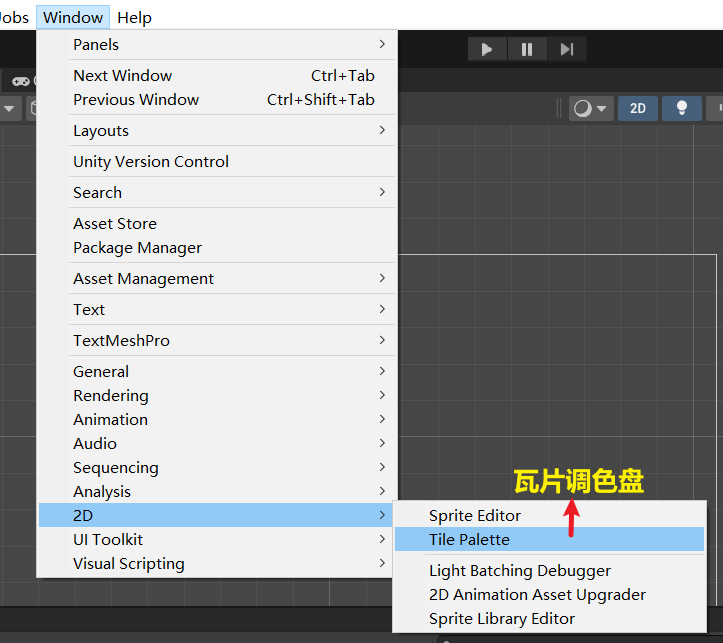 Jobs Window Help
Panels
Next Window Ctrl+Tab
Previous Window Ctrl+Shift+Tab
Layouts
2D
Unity Version Control
Search
Asset Store
Package Manager
Asset Management
Text
TextMeshPro
General
Rendering
Animation
Audio
Sequencing
Analysis
2D
UI Toolkit
Visual Scripting
瓦片调色盘
Sprite Editor
Tile Palette
Light Batching Debugger
2D Animation Asset Upgrader
Sprite Library Editor